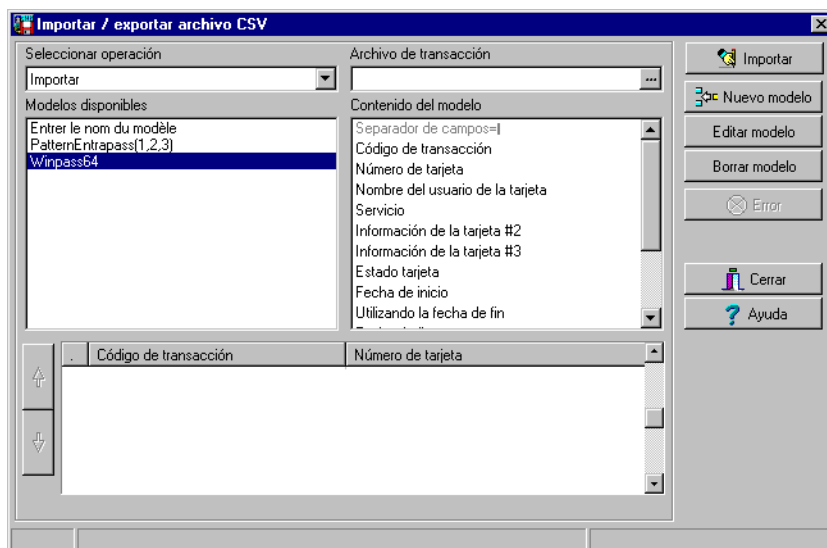 Importar / exportar archivo CSV
Seleccionar operación
Importar
Modelos disponibles
Entrer le nom du modèle
PatternEntrapass(1,2,3)
Winpass64
Archivo de transacción
...
Contenido del modelo
Separador de campos=|
Código de transacción
Número de tarjeta
Nombre del usuario de la tarjeta
Servicio
Información de la tarjeta #2
Información de la tarjeta #3
Estado tarjeta
Fecha de inicio
Utilizando la fecha de fin
Importar
Nuevo modelo
Editar modelo
Borrar modelo
Error
Cerrar
Ayuda
. Código de transacción Número de tarjeta